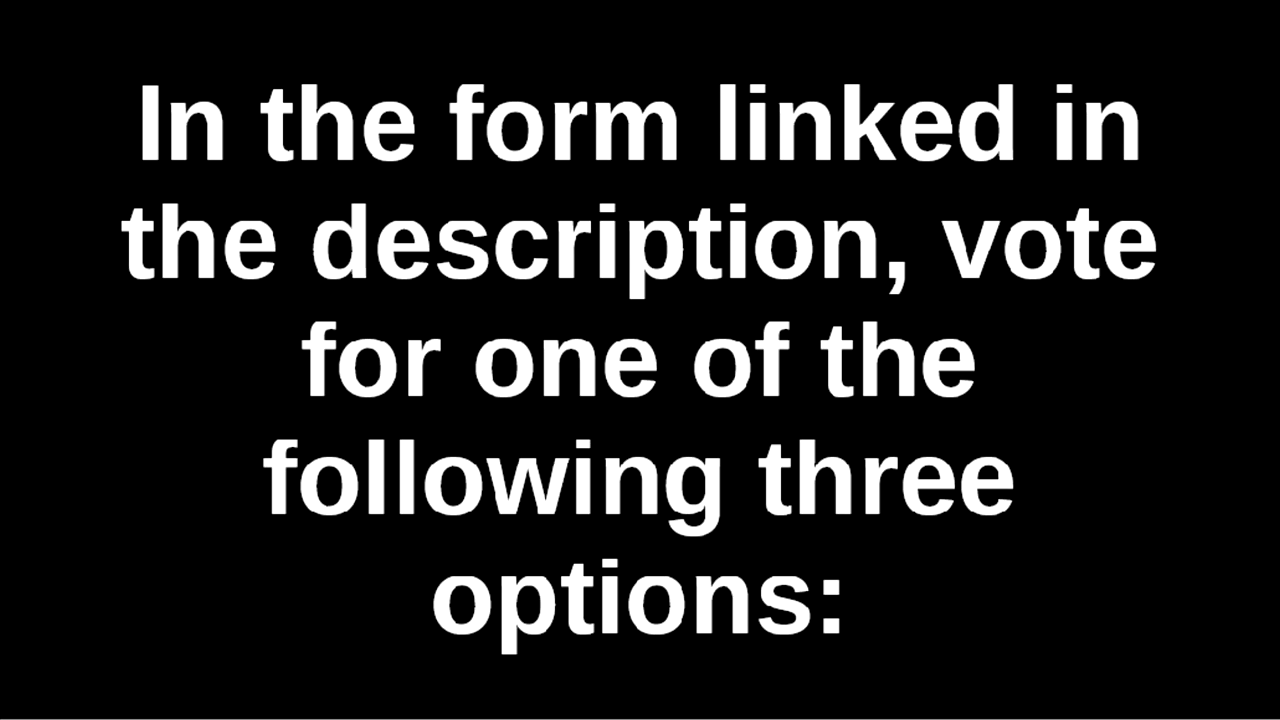 In the form linked in
the description, vote
for one of the
following three
options: